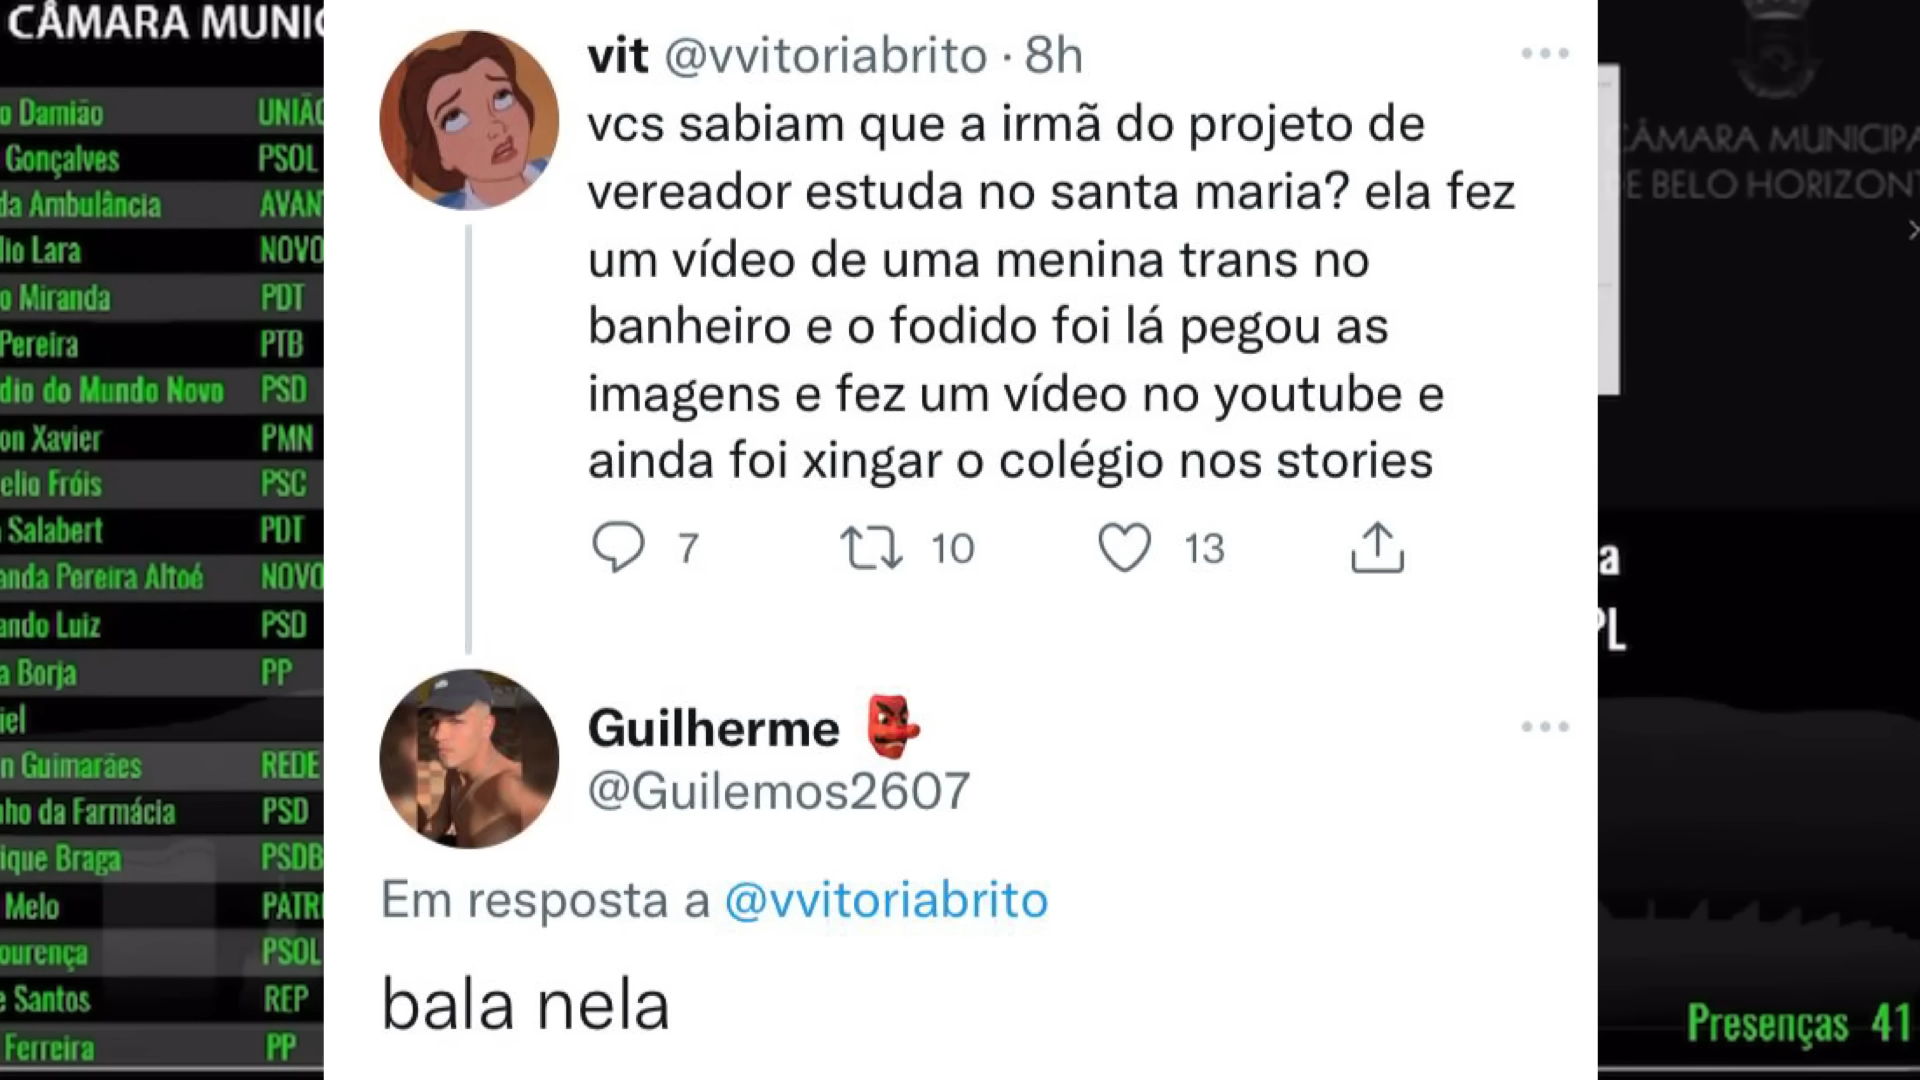 CÂMARA MUNIC
o Damião UNIÃO
Gonçalves PSOL
da Ambulância AVAN
lio Lara NOVO
o Miranda PDT
Pereira PTB
dio do Mundo Novo PSD
on Xavier PMN
elio Fróis PSC
Salabert PDT
anda Pereira Altoé NOVO
ando Luiz PSD
a Borja PP
iel
n Guimarães REDE
nho da Farmácia PSD
ique Braga PSDB
Melo PATRI
ourença PSOL
e Santos REP
Ferreira PP
vit @vvitoriabrito · 8h
vcs sabiam que a irmã do projeto de
vereador estuda no santa maria? ela fez
um vídeo de uma menina trans no
banheiro e o fodido foi lá pegou as
imagens e fez um vídeo no youtube e
ainda foi xingar o colégio nos stories
7 10 13
Guilherme 👺
@Guilemos2607
Em resposta a @vvitoriabrito
bala nela
CÂMARA MUNICIPA
E BELO HORIZONT
a
PL
Presenças 41